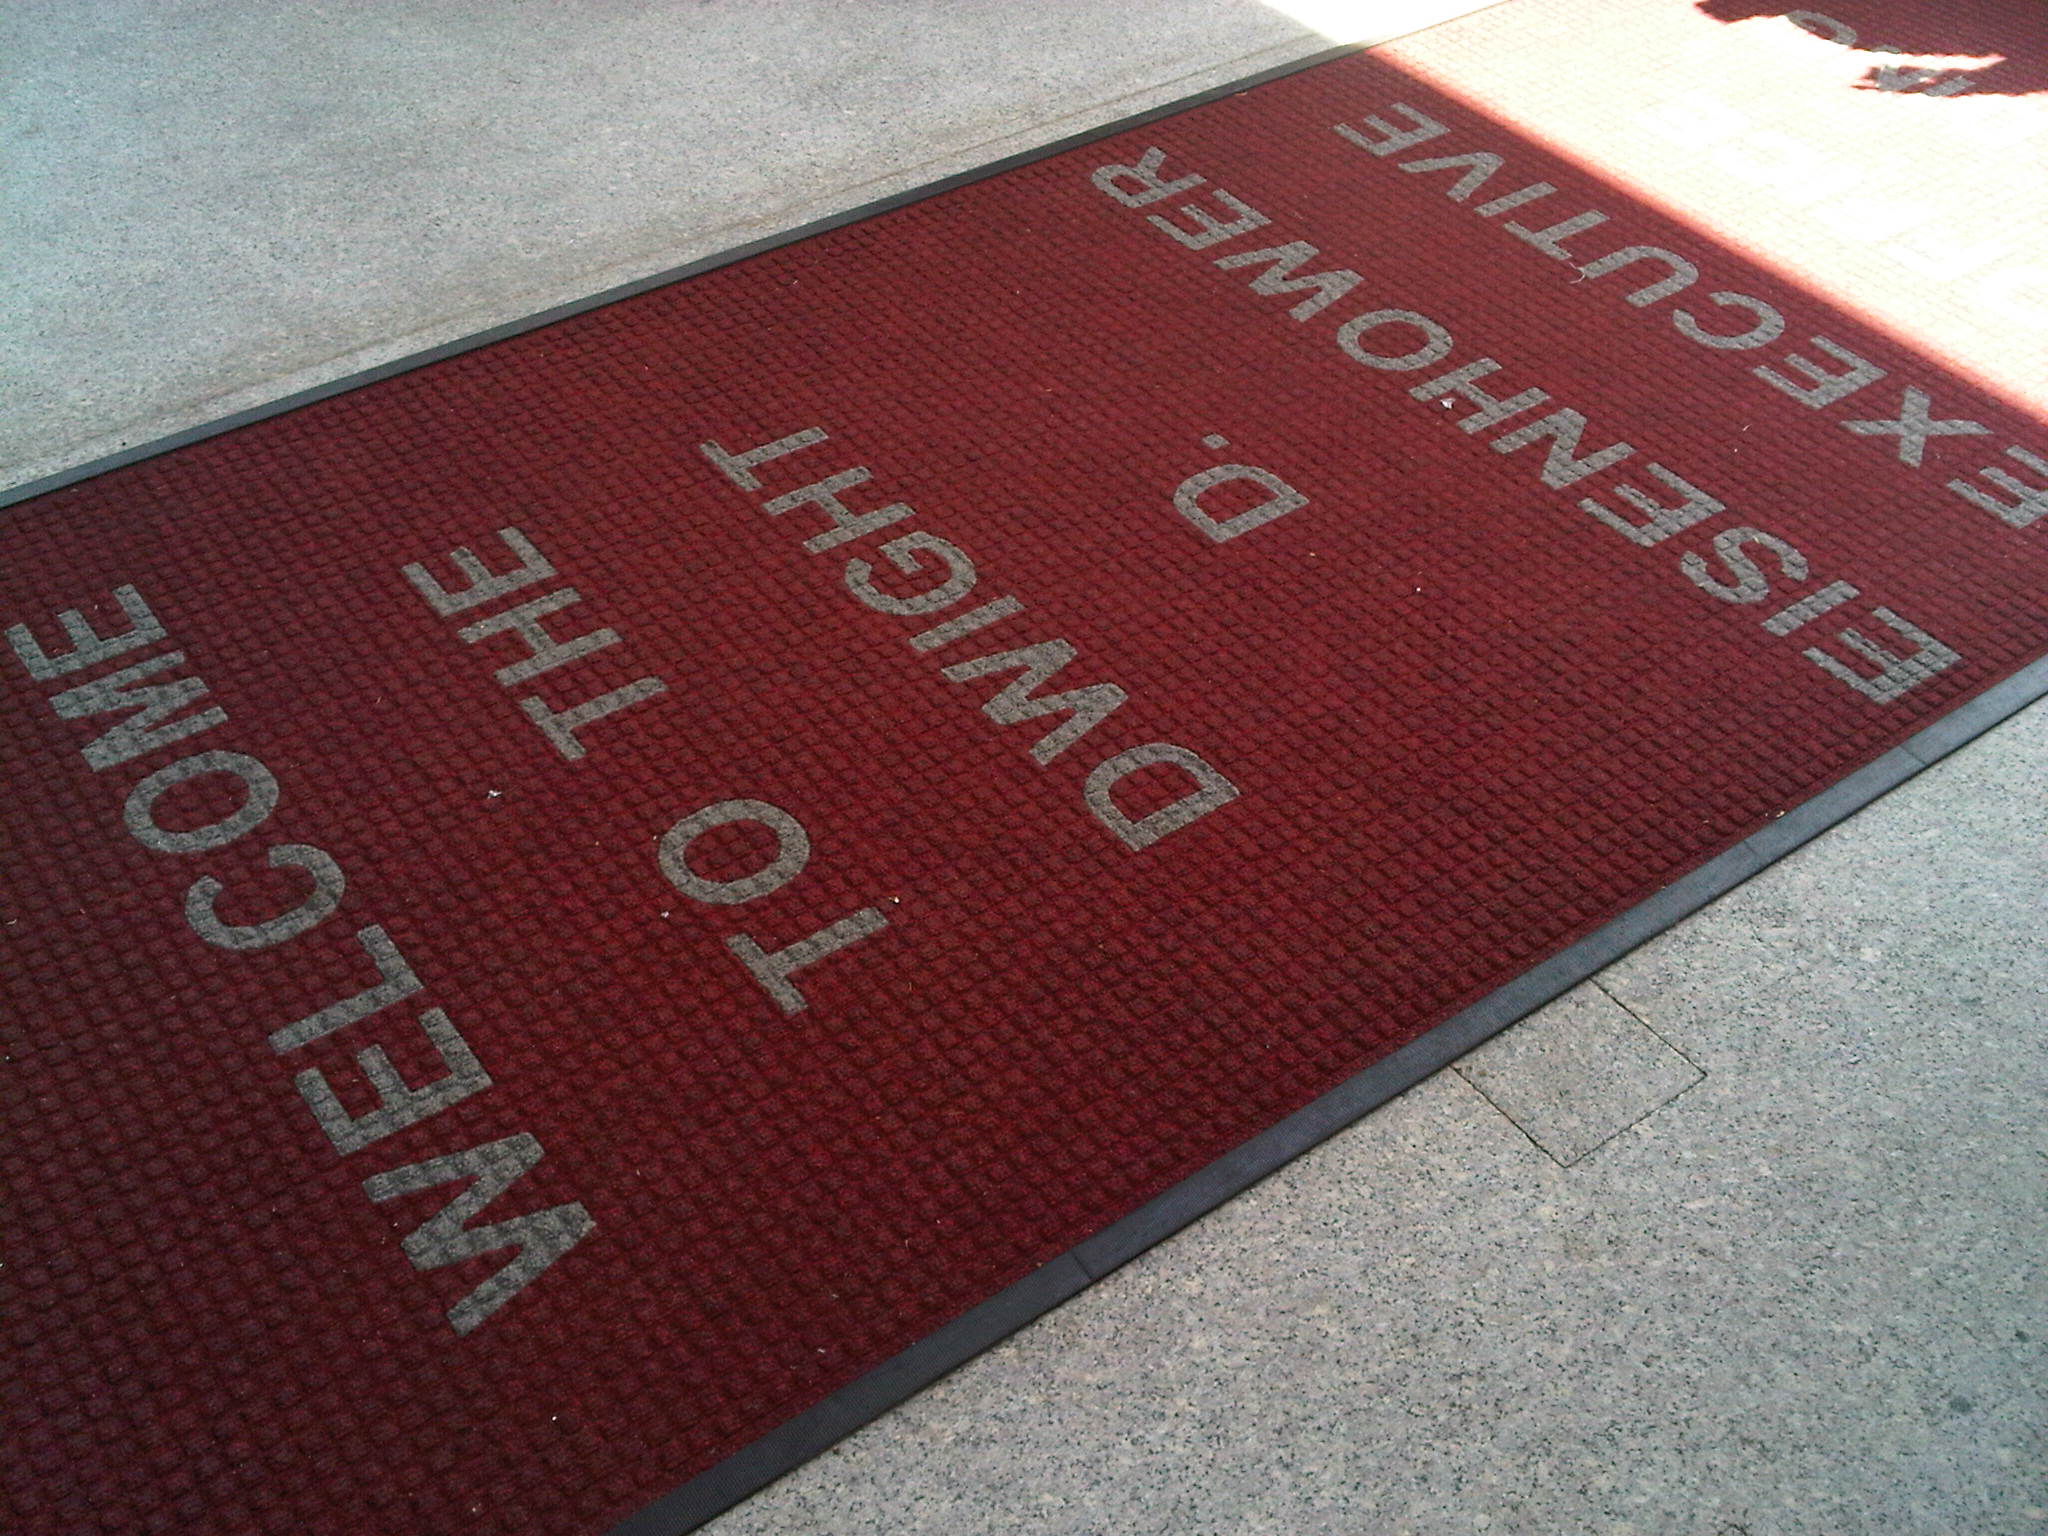 WELCOME
TO THE
DWIGHT
D.
EISENHOWER
EXECUTIVE